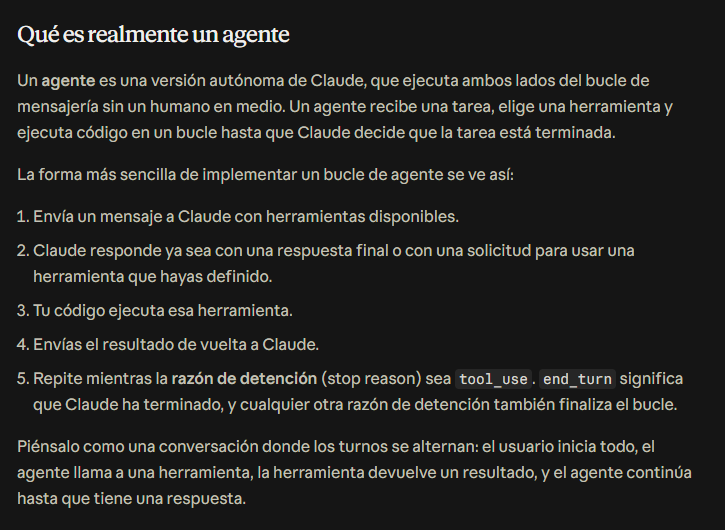 Qué es realmente un agente
Un agente es una versión autónoma de Claude, que ejecuta ambos lados del bucle de
mensajería sin un humano en medio. Un agente recibe una tarea, elige una herramienta y
ejecuta código en un bucle hasta que Claude decide que la tarea está terminada.
La forma más sencilla de implementar un bucle de agente se ve así:
1. Envía un mensaje a Claude con herramientas disponibles.
2. Claude responde ya sea con una respuesta final o con una solicitud para usar una
herramienta que hayas definido.
3. Tu código ejecuta esa herramienta.
4. Envías el resultado de vuelta a Claude.
5. Repite mientras la razón de detención (stop reason) sea tool_use. end_turn significa
que Claude ha terminado, y cualquier otra razón de detención también finaliza el bucle.
Piénsalo como una conversación donde los turnos se alternan: el usuario inicia todo, el
agente llama a una herramienta, la herramienta devuelve un resultado, y el agente continúa
hasta que tiene una respuesta.